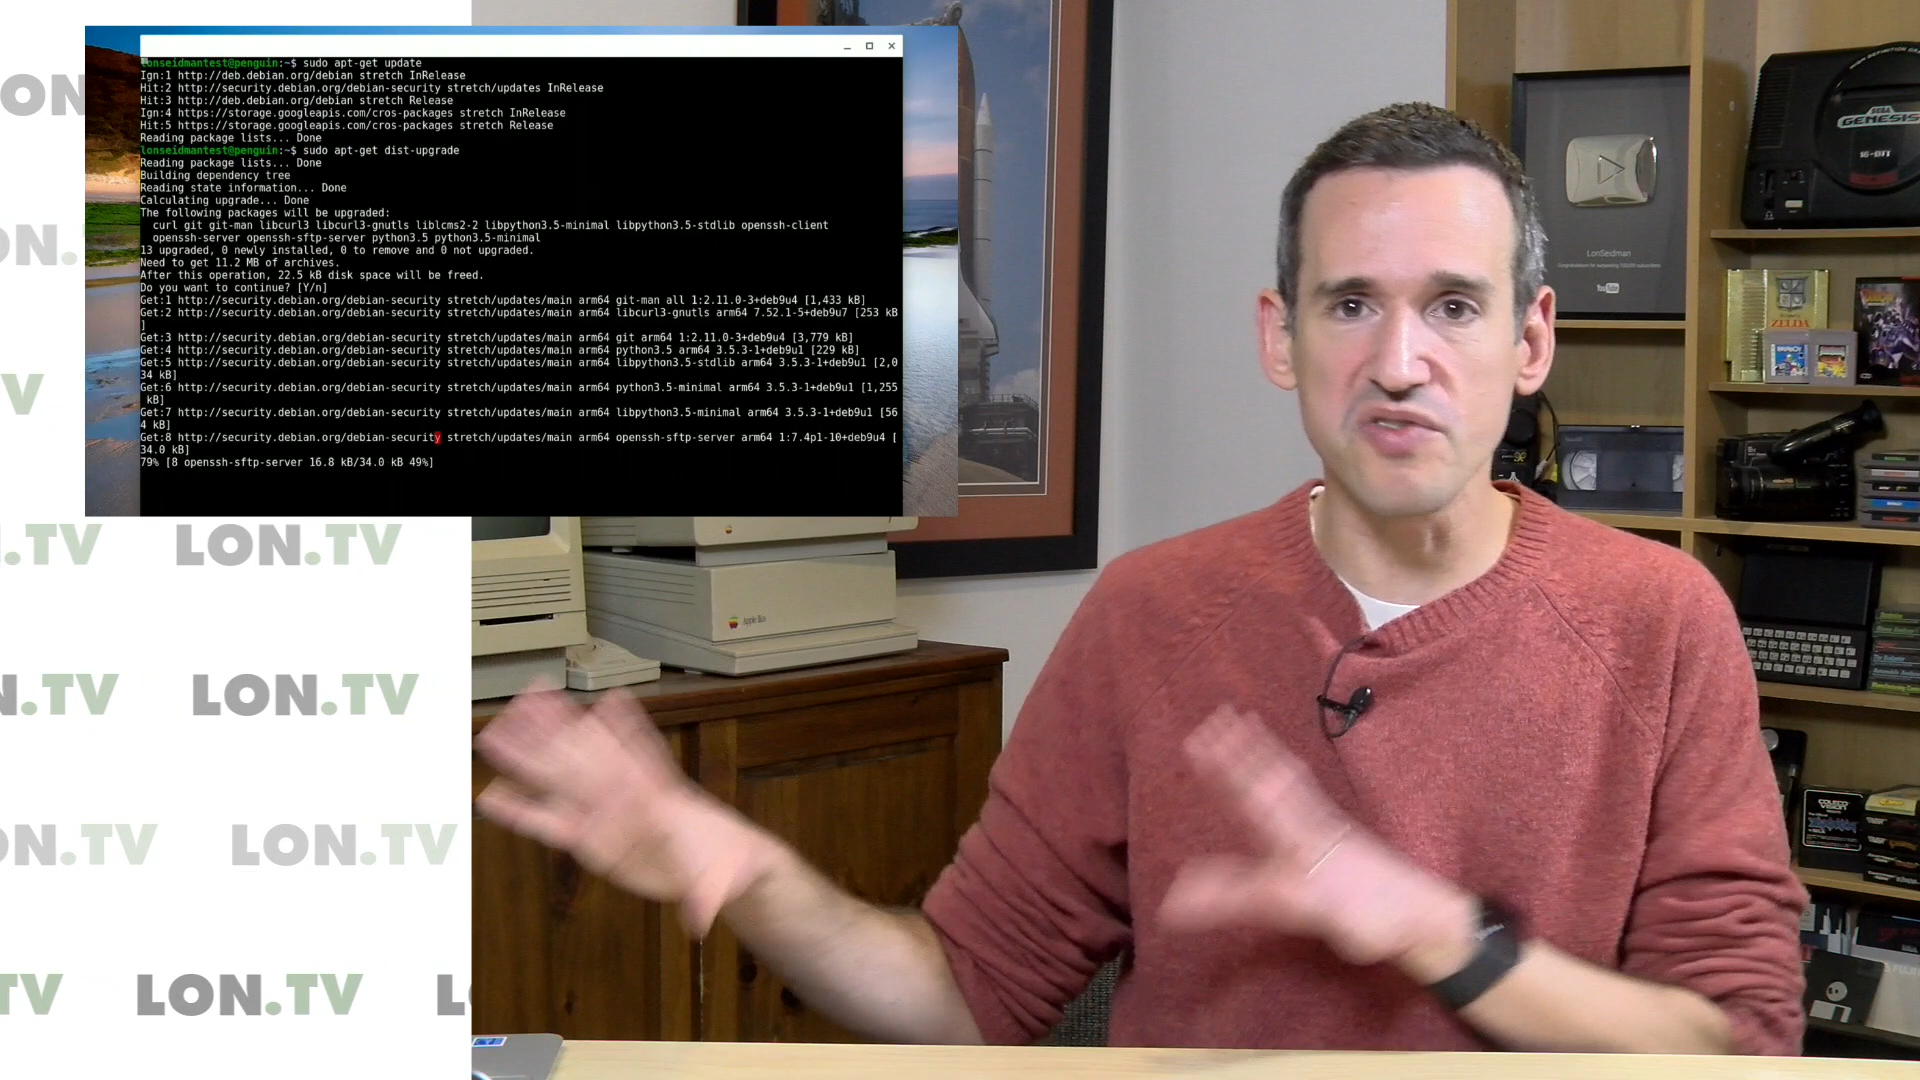 lonseidmantest@penguin:~$ sudo apt-get update
Ign:1 http://deb.debian.org/debian stretch InRelease
Hit:2 http://security.debian.org/debian-security stretch/updates InRelease
Hit:3 http://deb.debian.org/debian stretch Release
Ign:4 https://storage.googleapis.com/cros-packages stretch InRelease
Hit:5 https://storage.googleapis.com/cros-packages stretch Release
Reading package lists... Done
lonseidmantest@penguin:~$ sudo apt-get dist-upgrade
Reading package lists... Done
Building dependency tree
Reading state information... Done
Calculating upgrade... Done
The following packages will be upgraded:
curl git git-man libcurl3 libcurl3-gnutls liblcms2-2 libpython3.5-minimal libpython3.5-stdlib openssh-client
openssh-server openssh-sftp-server python3.5 python3.5-minimal
13 upgraded, 0 newly installed, 0 to remove and 0 not upgraded.
Need to get 11.2 MB of archives.
After this operation, 22.5 kB disk space will be freed.
Do you want to continue? [Y/n]
Get:1 http://security.debian.org/debian-security stretch/updates/main arm64 git-man all 1:2.11.0-3+deb9u4 [1,433 kB]
Get:2 http://security.debian.org/debian-security stretch/updates/main arm64 libcurl3-gnutls arm64 7.52.1-5+deb9u7 [253 kB
]
Get:3 http://security.debian.org/debian-security stretch/updates/main arm64 git arm64 1:2.11.0-3+deb9u4 [3,779 kB]
Get:4 http://security.debian.org/debian-security stretch/updates/main arm64 python3.5 arm64 3.5.3-1+deb9u1 [229 kB]
Get:5 http://security.debian.org/debian-security stretch/updates/main arm64 libpython3.5-stdlib arm64 3.5.3-1+deb9u1 [2,0
34 kB]
Get:6 http://security.debian.org/debian-security stretch/updates/main arm64 python3.5-minimal arm64 3.5.3-1+deb9u1 [1,255
kB]
Get:7 http://security.debian.org/debian-security stretch/updates/main arm64 libpython3.5-minimal arm64 3.5.3-1+deb9u1 [56
4 kB]
Get:8 http://security.debian.org/debian-security stretch/updates/main arm64 openssh-sftp-server arm64 1:7.4p1-10+deb9u4 [
34.0 kB]
79% [8 openssh-sftp-server 16.8 kB/34.0 kB 49%]
ON
ON.
TV
.TV LON.TV
N.TV LON.TV
ON.TV LON.TV
TV LON.TV L
SEGA
GENESIS
16-BIT
LonSeidman
YouTube
ZELDA
COLECO
VISION